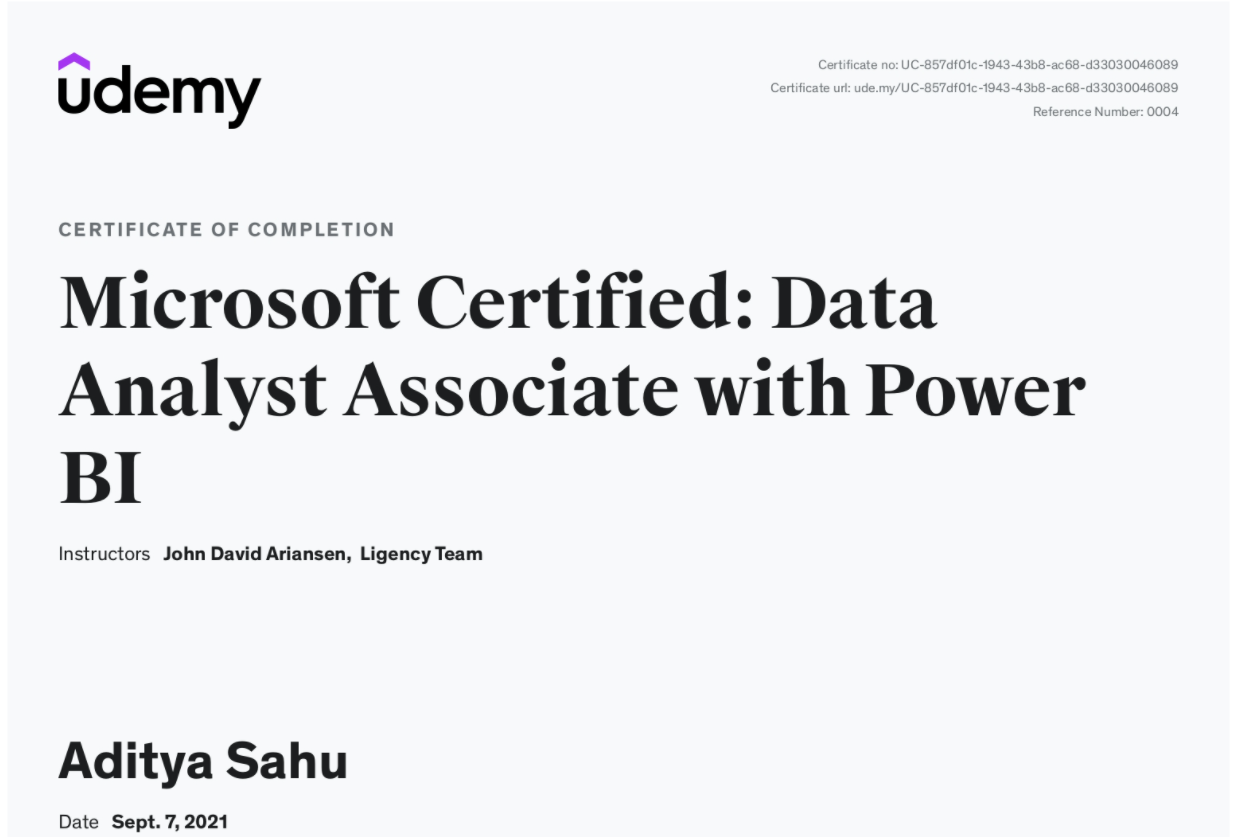 udemy
Certificate no: UC-857df01c-1943-43b8-ac68-d33030046089
Certificate url: ude.my/UC-857df01c-1943-43b8-ac68-d33030046089
Reference Number: 0004
CERTIFICATE OF COMPLETION
Microsoft Certified: Data
Analyst Associate with Power
BI
Instructors John David Ariansen, Ligency Team
Aditya Sahu
Date Sept. 7, 2021